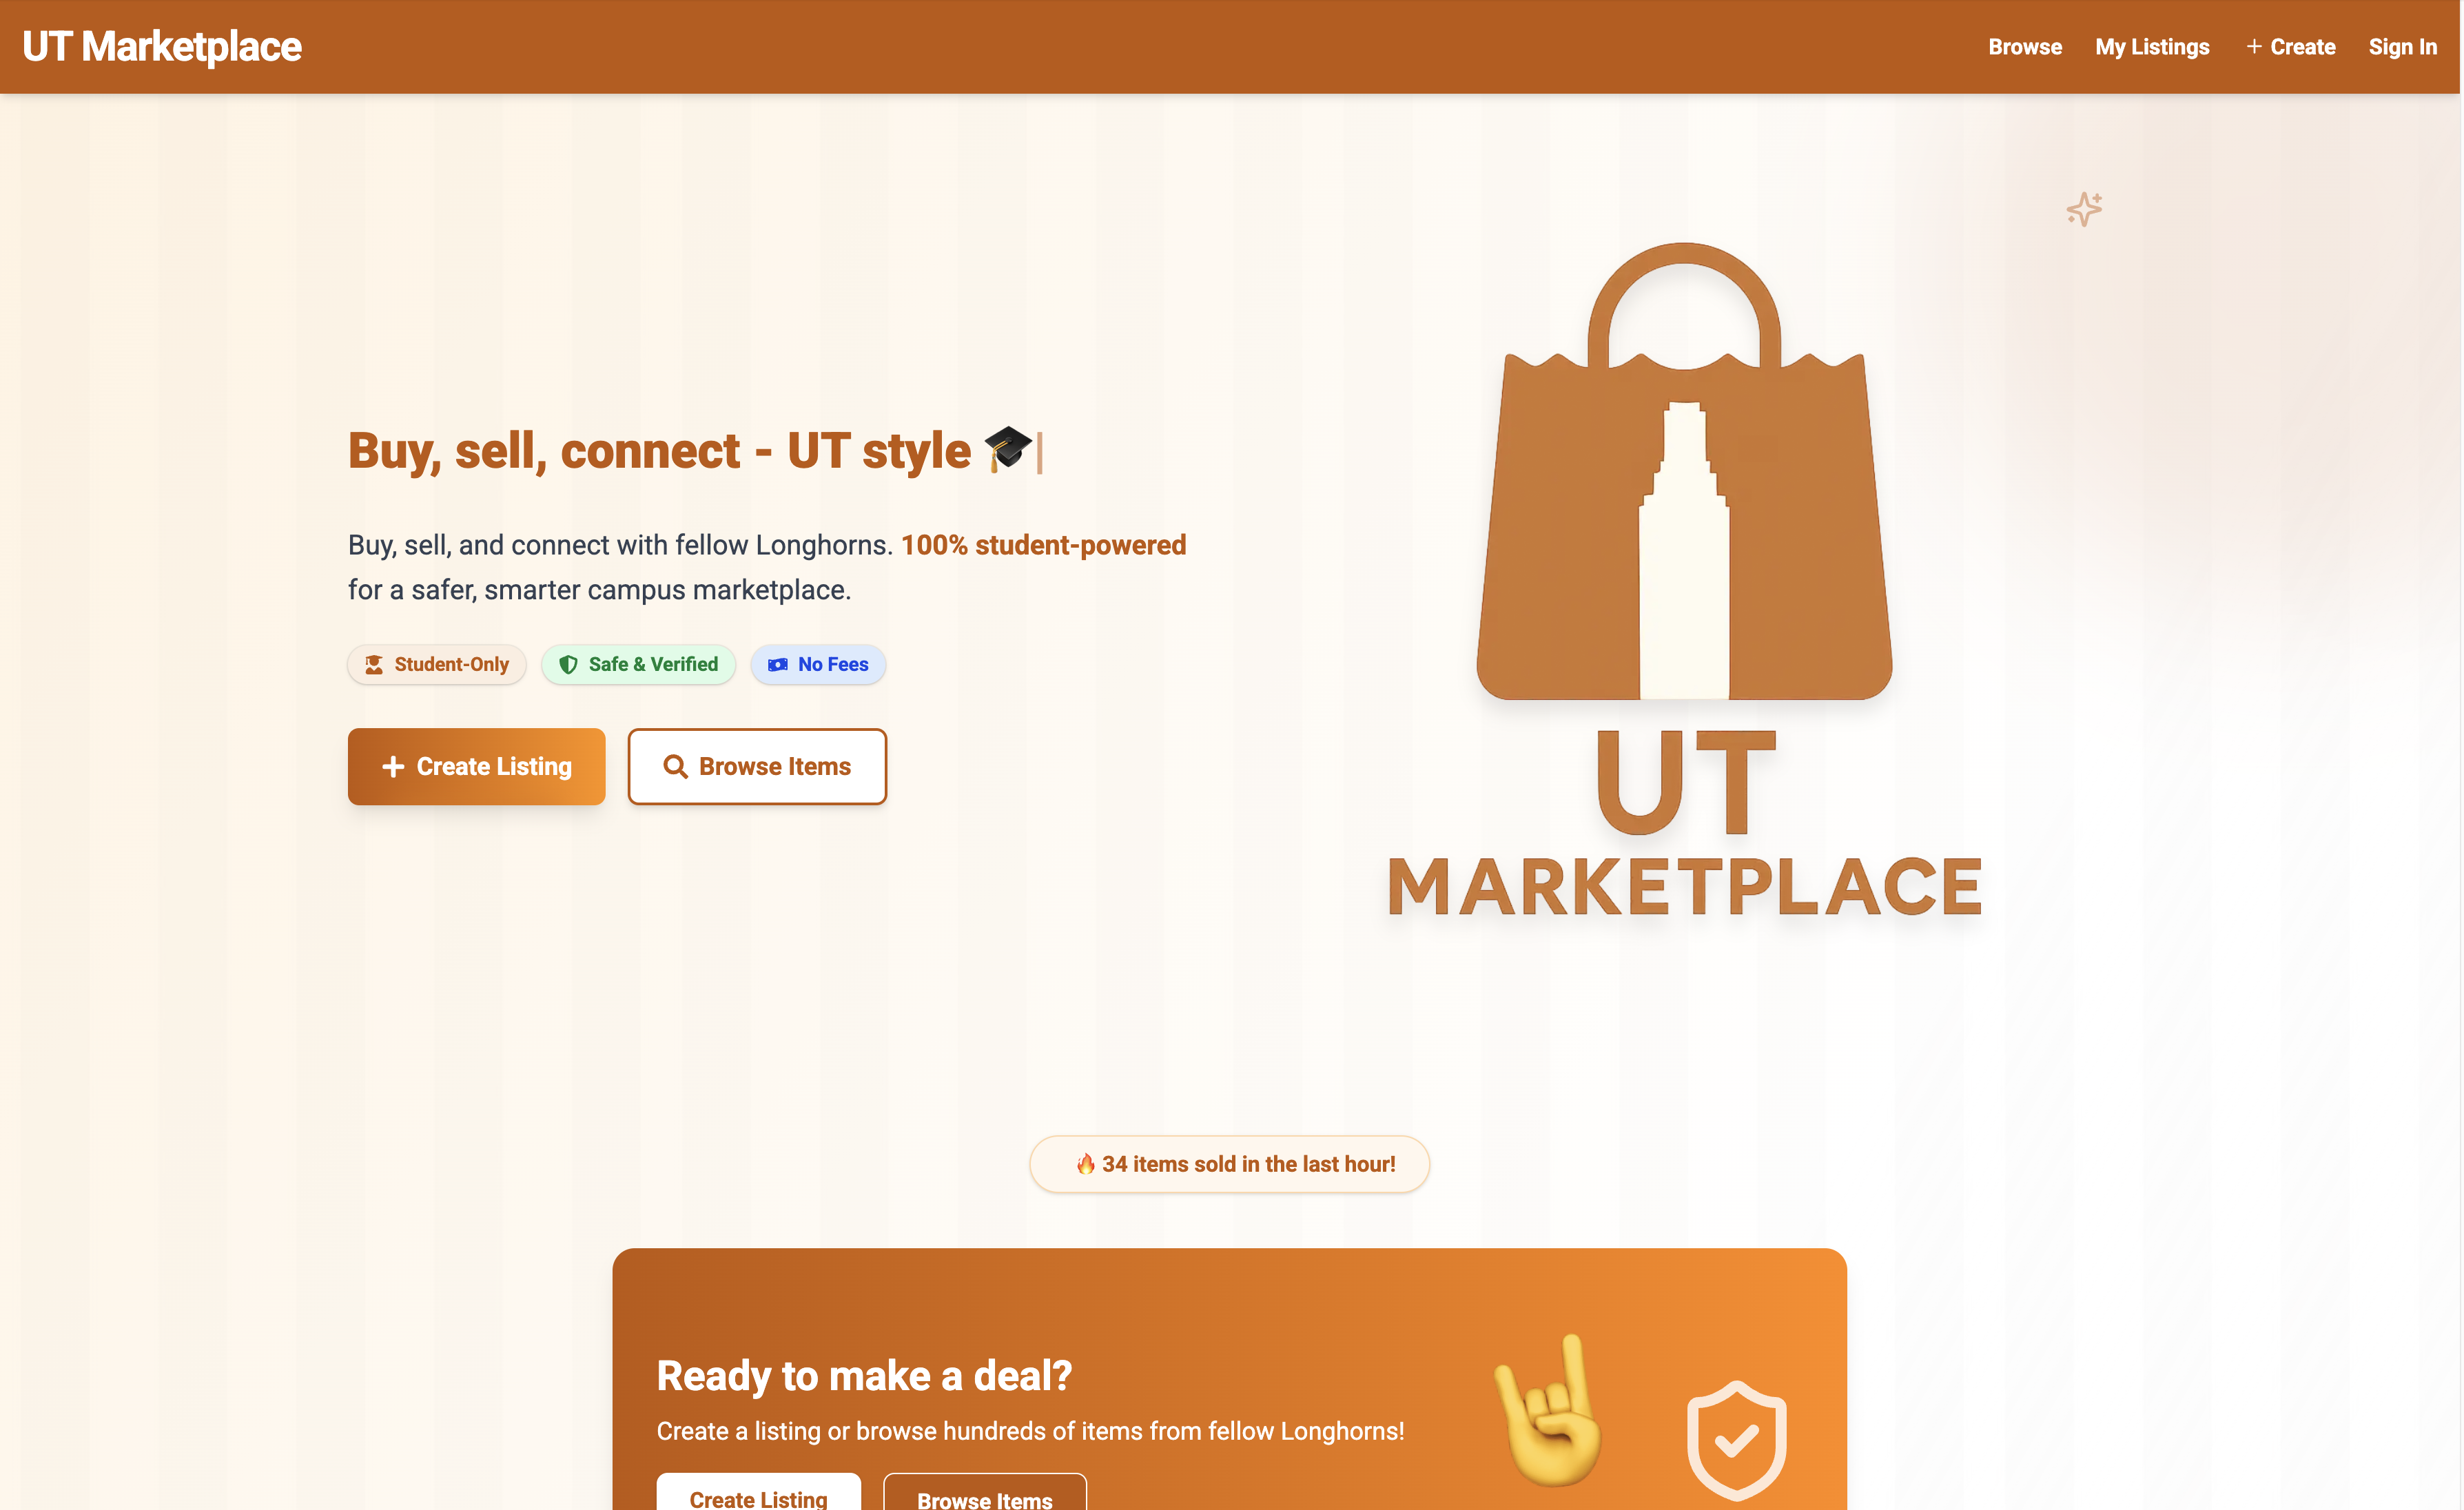 UT Marketplace
Browse
My Listings
+ Create
Sign In
Buy, sell, connect - UT style 🎓|
Buy, sell, and connect with fellow Longhorns. 100% student-powered
for a safer, smarter campus marketplace.
Student-Only
Safe & Verified
No Fees
+ Create Listing
Browse Items
UT
MARKETPLACE
🔥 34 items sold in the last hour!
Ready to make a deal?
Create a listing or browse hundreds of items from fellow Longhorns!
Create Listing
Browse Items